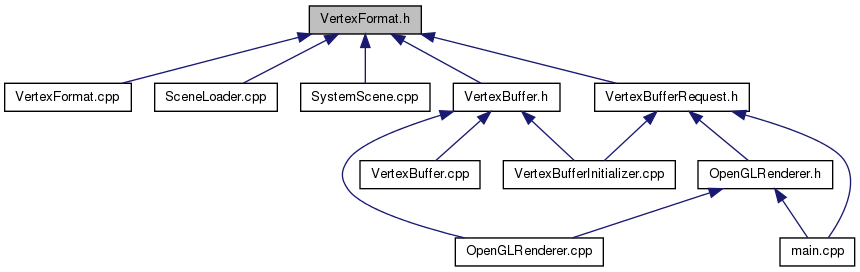 VertexFormat.h
VertexFormat.cpp
SceneLoader.cpp
SystemScene.cpp
VertexBuffer.h
VertexBufferRequest.h
VertexBuffer.cpp
VertexBufferInitializer.cpp
OpenGLRenderer.h
OpenGLRenderer.cpp
main.cpp